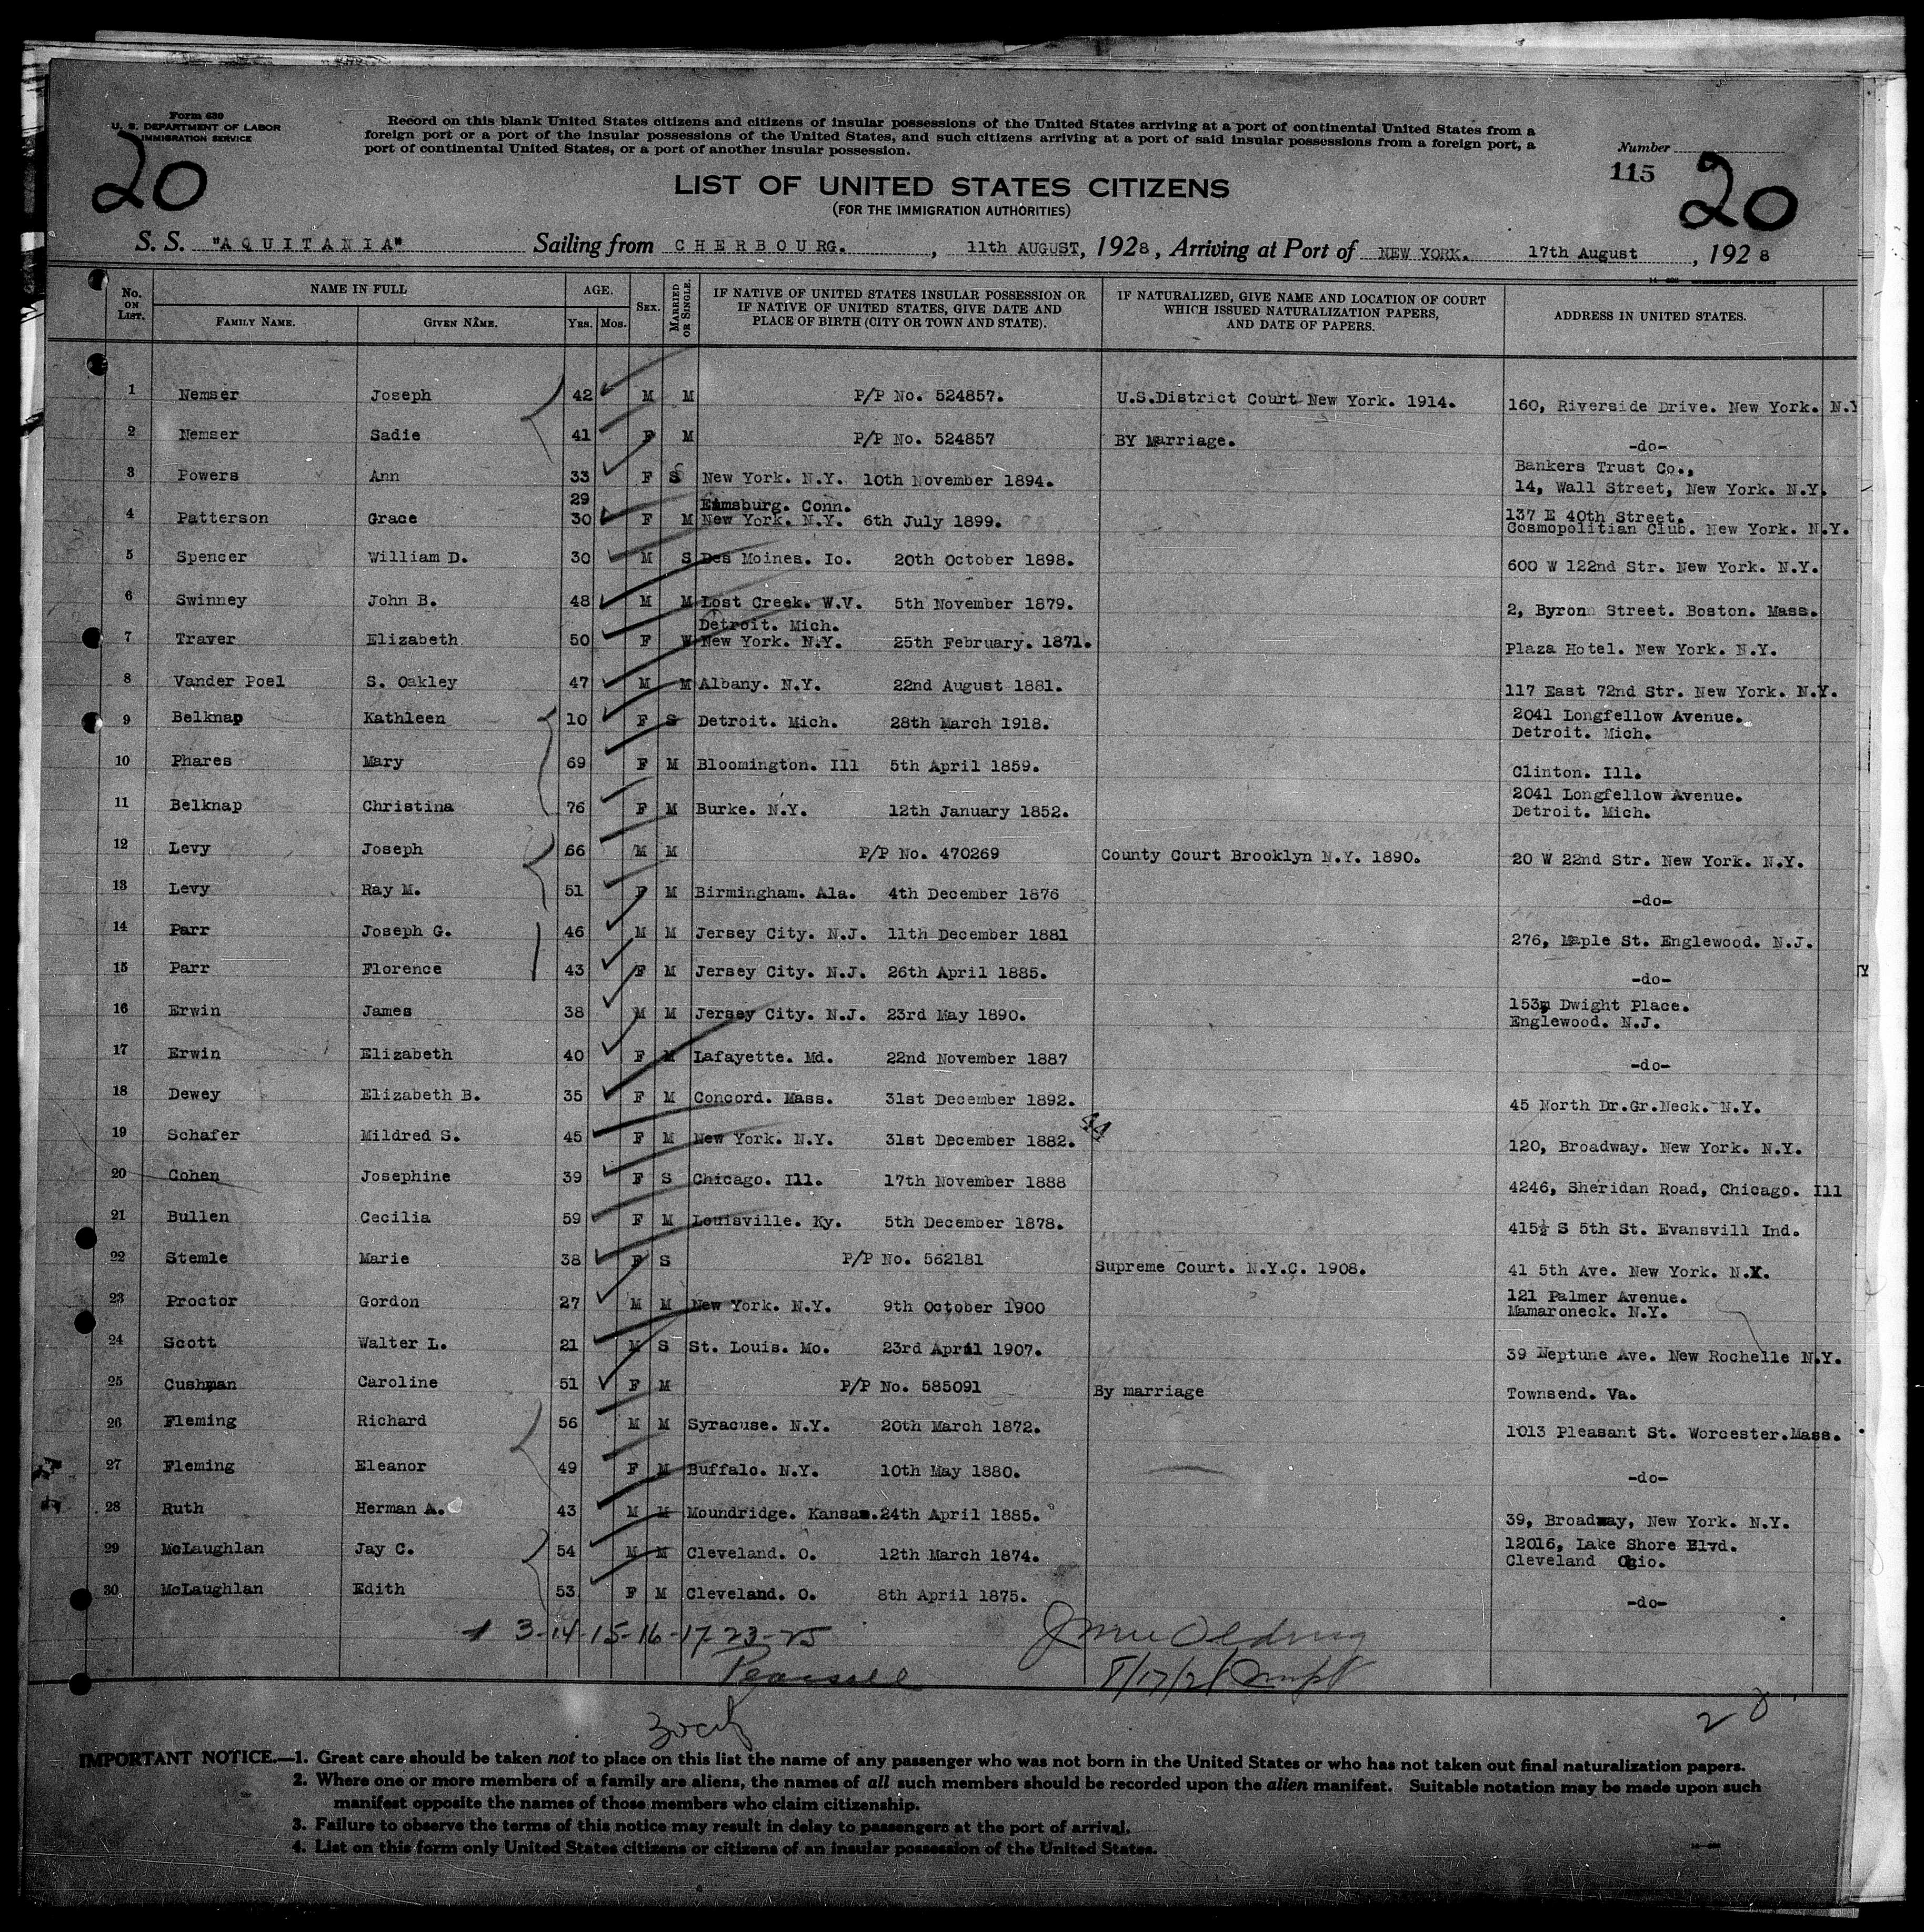 Form 630
U. S. DEPARTMENT OF LABOR
IMMIGRATION SERVICE
20
Record on this blank United States citizens and citizens of insular possessions of the United States arriving at a port of continental United States from a
foreign port or a port of the insular possessions of the United States, and such citizens arriving at a port of said insular possessions from a foreign port, a
port of continental United States, or a port of another insular possession.
Number
115
20
LIST OF UNITED STATES CITIZENS
(FOR THE IMMIGRATION AUTHORITIES)
S. S. "AQUITANIA" Sailing from CHERBOURG. , 11th AUGUST, 1928, Arriving at Port of NEW YORK. 17th August , 1928
No. ON LIST. NAME IN FULL FAMILY NAME. GIVEN NAME. AGE. YRS. MOS. SEX. MARRIED OR SINGLE. IF NATIVE OF UNITED STATES INSULAR POSSESSION OR IF NATIVE OF UNITED STATES, GIVE DATE AND PLACE OF BIRTH (CITY OR TOWN AND STATE). IF NATURALIZED, GIVE NAME AND LOCATION OF COURT WHICH ISSUED NATURALIZATION PAPERS, AND DATE OF PAPERS. ADDRESS IN UNITED STATES.
1 Nemser Joseph 42 M M P/P No. 524857. U.S.District Court New York. 1914. 160, Riverside Drive. New York. N.Y
2 Nemser Sadie 41 F M P/P No. 524857 BY Marriage. -do-
3 Powers Ann 33 F S New York. N.Y. 10th November 1894. Bankers Trust Co., 14, Wall Street, New York. N.Y.
29 Eamsburg. Conn.
4 Patterson Grace 30 F M New York. N.Y. 6th July 1899. 137 E 40th Street. Cosmopolitian Club. New York. N.Y.
5 Spencer William D. 30 M S Des Moines. Io. 20th October 1898. 600 W 122nd Str. New York. N.Y.
6 Swinney John B. 48 M M Lost Creek. W.V. 5th November 1879. 2, Byron Street. Boston. Mass.
Detroit. Mich.
7 Traver Elizabeth 50 F W New York. N.Y. 25th February. 1871. Plaza Hotel. New York. N.Y.
8 Vander Poel S. Oakley 47 M M Albany. N.Y. 22nd August 1881. 117 East 72nd Str. New York. N.Y.
9 Belknap Kathleen 10 F S Detroit. Mich. 28th March 1918. 2041 Longfellow Avenue. Detroit. Mich.
10 Phares Mary 69 F M Bloomington. Ill 5th April 1859. Clinton. Ill.
11 Belknap Christina 76 F M Burke. N.Y. 12th January 1852. 2041 Longfellow Avenue. Detroit. Mich.
12 Levy Joseph 66 M M P/P No. 470269 County Court Brooklyn N.Y. 1890. 20 W 22nd Str. New York. N.Y.
13 Levy Ray M. 51 F M Birmingham. Ala. 4th December 1876 -do-
14 Parr Joseph G. 46 M M Jersey City. N.J. 11th December 1881 276, Maple St. Englewood. N.J.
15 Parr Florence 43 F M Jersey City. N.J. 26th April 1885. -do-
16 Erwin James 38 M M Jersey City. N.J. 23rd May 1890. 153, Dwight Place. Englewood. N.J.
17 Erwin Elizabeth 40 F M Lafayette. Md. 22nd November 1887 -do-
18 Dewey Elizabeth B. 35 F M Concord. Mass. 31st December 1892. 45 North Dr.Gr.Neck. N.Y.
19 Schafer Mildred S. 45 F M New York. N.Y. 31st December 1882. 120, Broadway. New York. N.Y.
20 Cohen Josephine 39 F S Chicago. Ill. 17th November 1888 4246, Sheridan Road, Chicago. Ill
21 Bullen Cecilia 59 F M Louisville. Ky. 5th December 1878. 415½ S 5th St. Evansvill Ind.
22 Stemle Marie 38 F S P/P No. 562181 Supreme Court. N.Y.C. 1908. 41 5th Ave. New York. N.Y.
23 Proctor Gordon 27 M M New York. N.Y. 9th October 1900 121 Palmer Avenue. Mamaroneck. N.Y.
24 Scott Walter L. 21 M S St. Louis. Mo. 23rd April 1907. 39 Neptune Ave. New Rochelle N.Y.
25 Cushman Caroline 51 F M P/P No. 585091 By marriage Townsend. Va.
26 Fleming Richard 56 M M Syracuse. N.Y. 20th March 1872. 1013 Pleasant St. Worcester.Mass.
27 Fleming Eleanor 49 F M Buffalo. N.Y. 10th May 1880. -do-
28 Ruth Herman A. 43 M M Moundridge. Kansas. 24th April 1885. 39, Broadway, New York. N.Y.
29 McLaughlan Jay C. 54 M M Cleveland. O. 12th March 1874. 12016, Lake Shore Blvd. Cleveland Ogio.
30 McLaughlan Edith 53 F M Cleveland. O. 8th April 1875. -do-
3-14-15-16-17-23-25
8/17/28
IMPORTANT NOTICE.—1. Great care should be taken not to place on this list the name of any passenger who was not born in the United States or who has not taken out final naturalization papers.
2. Where one or more members of a family are aliens, the names of all such members should be recorded upon the alien manifest. Suitable notation may be made upon such
manifest opposite the names of those members who claim citizenship.
3. Failure to observe the terms of this notice may result in delay to passengers at the port of arrival.
4. List on this form only United States citizens or citizens of an insular possession of the United States.